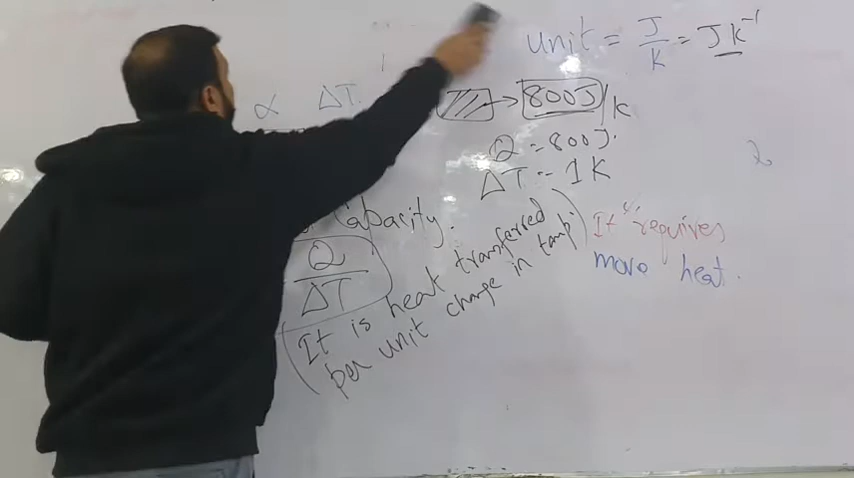 unit = J/K = JK⁻¹
∝ ΔT
800J/K
Q = 800J.
ΔT = 1K
Capacity.
Q/ΔT
(It is heat transferred
per unit change in temp.)
It requires
more heat.
2